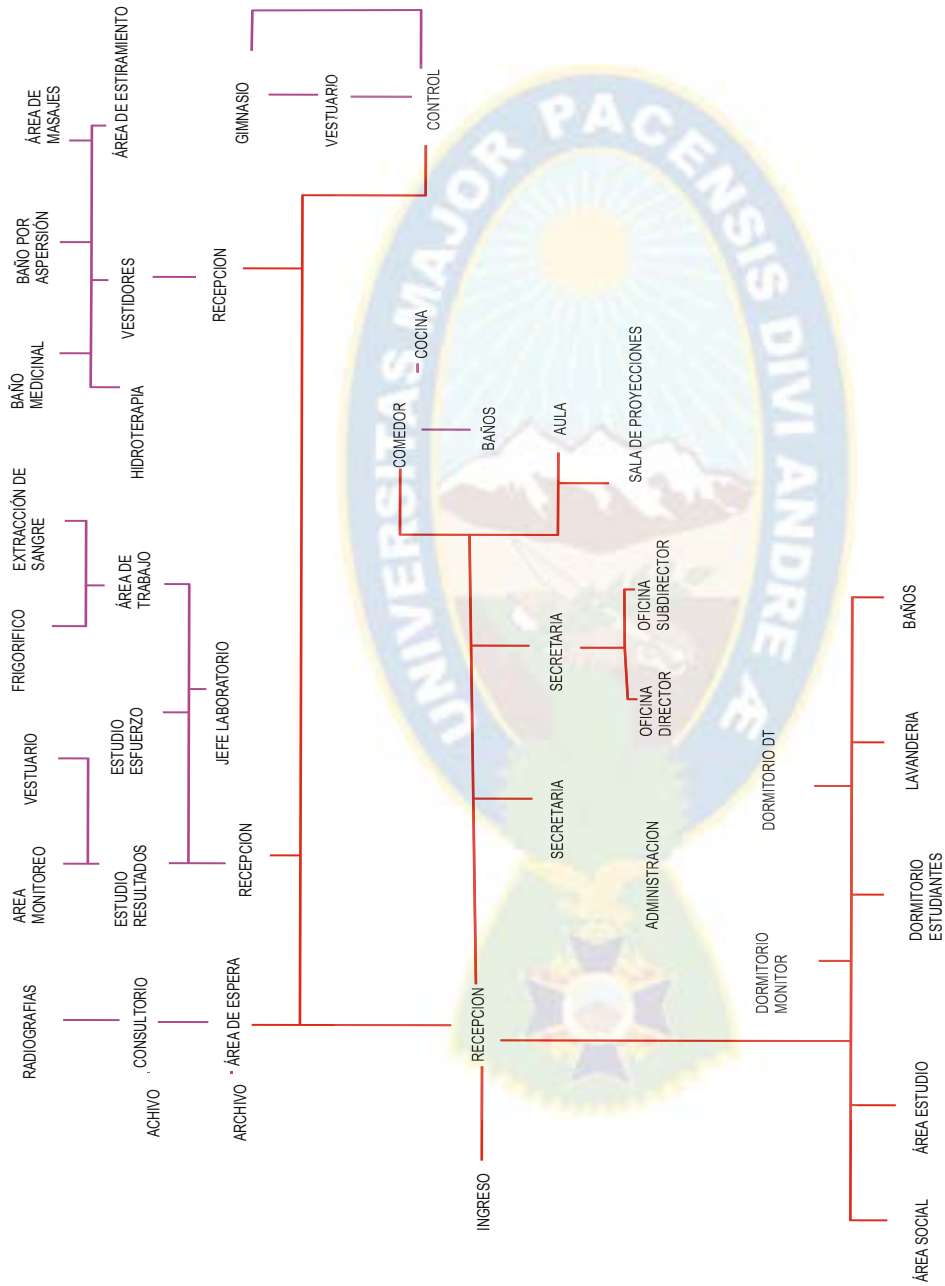 RADIOGRAFIAS
ACHIVO
CONSULTORIO
ARCHIVO
ÁREA DE ESPERA
AREA
MONITOREO
VESTUARIO
ESTUDIO
RESULTADOS
ESTUDIO
ESFUERZO
JEFE LABORATORIO
RECEPCION
FRIGORIFICO
EXTRACCIÓN DE
SANGRE
ÁREA DE
TRABAJO
BAÑO
MEDICINAL
BAÑO POR
ASPERSIÓN
ÁREA DE
MASAJES
HIDROTERAPIA
VESTIDORES
ÁREA DE ESTIRAMIENTO
RECEPCION
GIMNASIO
VESTUARIO
CONTROL
INGRESO
RECEPCION
COMEDOR
COCINA
BAÑOS
AULA
SALA DE PROYECCIONES
SECRETARIA
SECRETARIA
OFICINA
DIRECTOR
OFICINA
SUBDIRECTOR
ADMINISTRACION
DORMITORIO
MONITOR
DORMITORIO DT
ÁREA SOCIAL
ÁREA ESTUDIO
DORMITORIO
ESTUDIANTES
LAVANDERIA
BAÑOS
UNIVERSITAS MAJOR PACENSIS DIVI ANDRE Æ